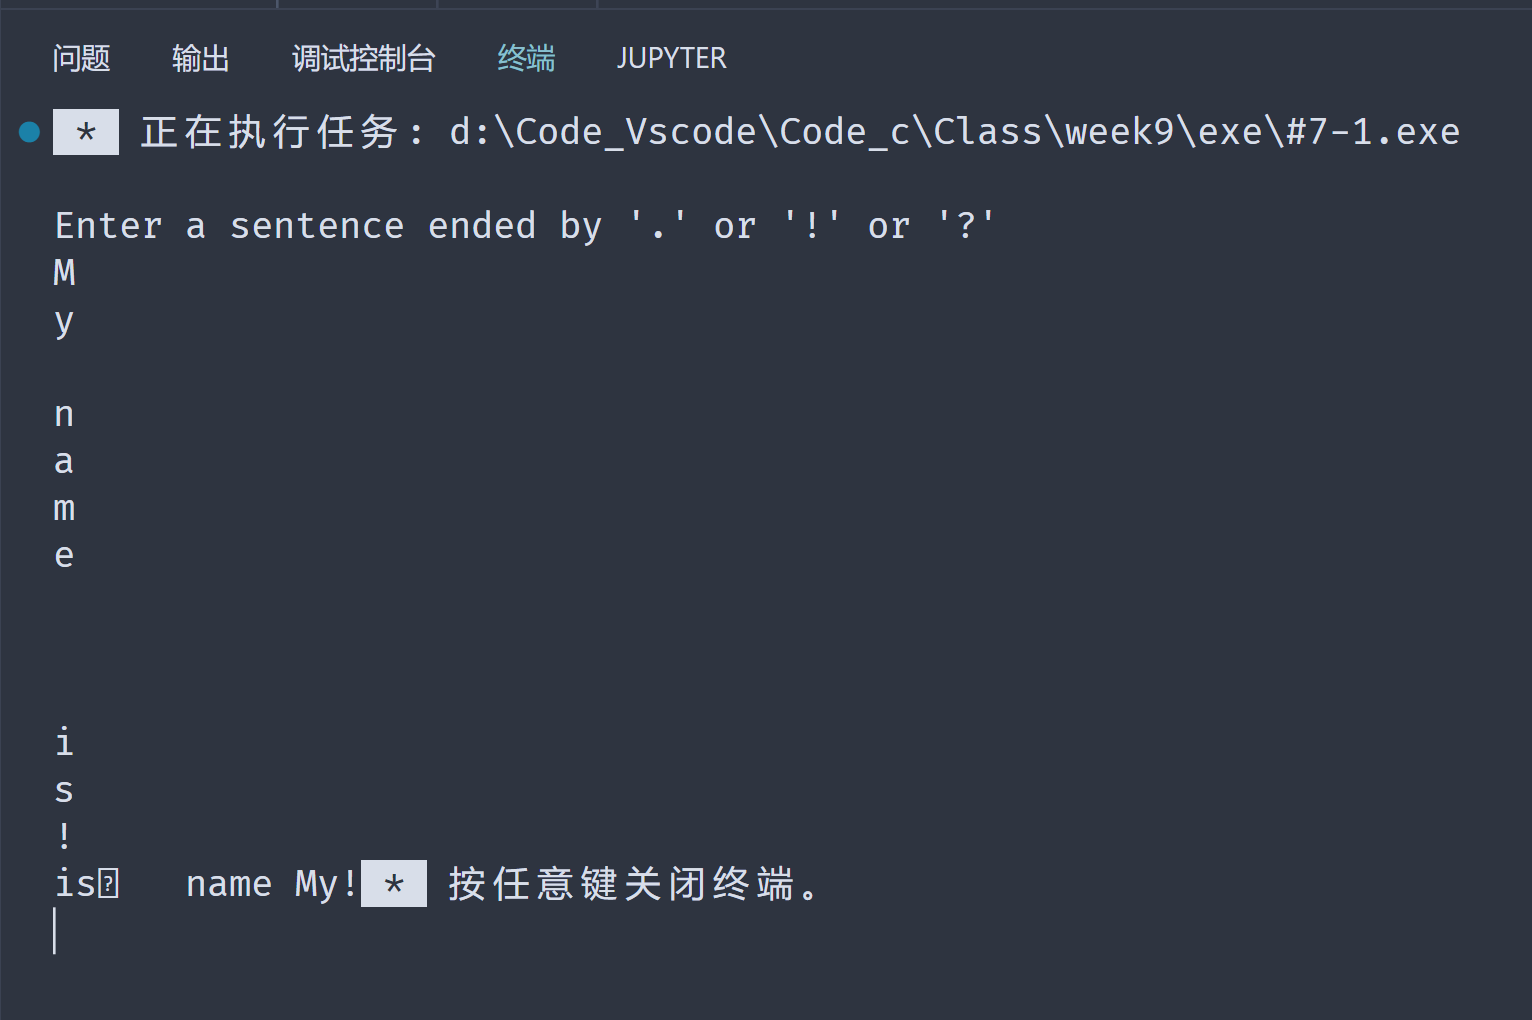 问题 输出 调试控制台 终端 JUPYTER
* 正在执行任务: d:\Code_Vscode\Code_c\Class\week9\exe\#7-1.exe
Enter a sentence ended by '.' or '!' or '?'
M
y
n
a
m
e
i
s
!
is⍰   name My! * 按任意键关闭终端。